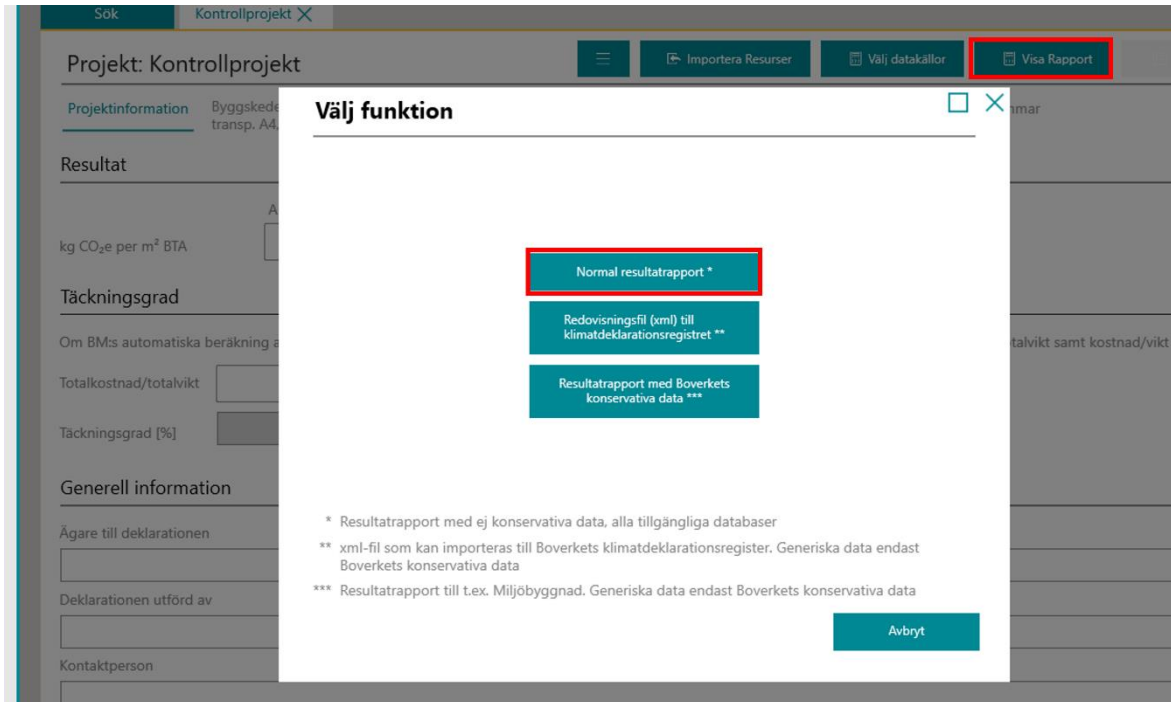 Sök
Kontrollprojekt
Projekt: Kontrollprojekt
Importera Resurser
Välj datakällor
Visa Rapport
Projektinformation
Byggskede
transp. A4,
Välj funktion
Resultat
A
kg CO₂e per m² BTA
Normal resultatrapport *
Täckningsgrad
Redovisningsfil (xml) till
klimatdeklarationsregistret **
Om BM:s automatiska beräkning a
talvikt samt kostnad/vikt
Totalkostnad/totalvikt
Resultatrapport med Boverkets
konservativa data ***
Täckningsgrad [%]
Generell information
* Resultatrapport med ej konservativa data, alla tillgängliga databaser
Ägare till deklarationen
** xml-fil som kan importeras till Boverkets klimatdeklarationsregister. Generiska data endast
Boverkets konservativa data
*** Resultatrapport till t.ex. Miljöbyggnad. Generiska data endast Boverkets konservativa data
Deklarationen utförd av
Avbryt
Kontaktperson